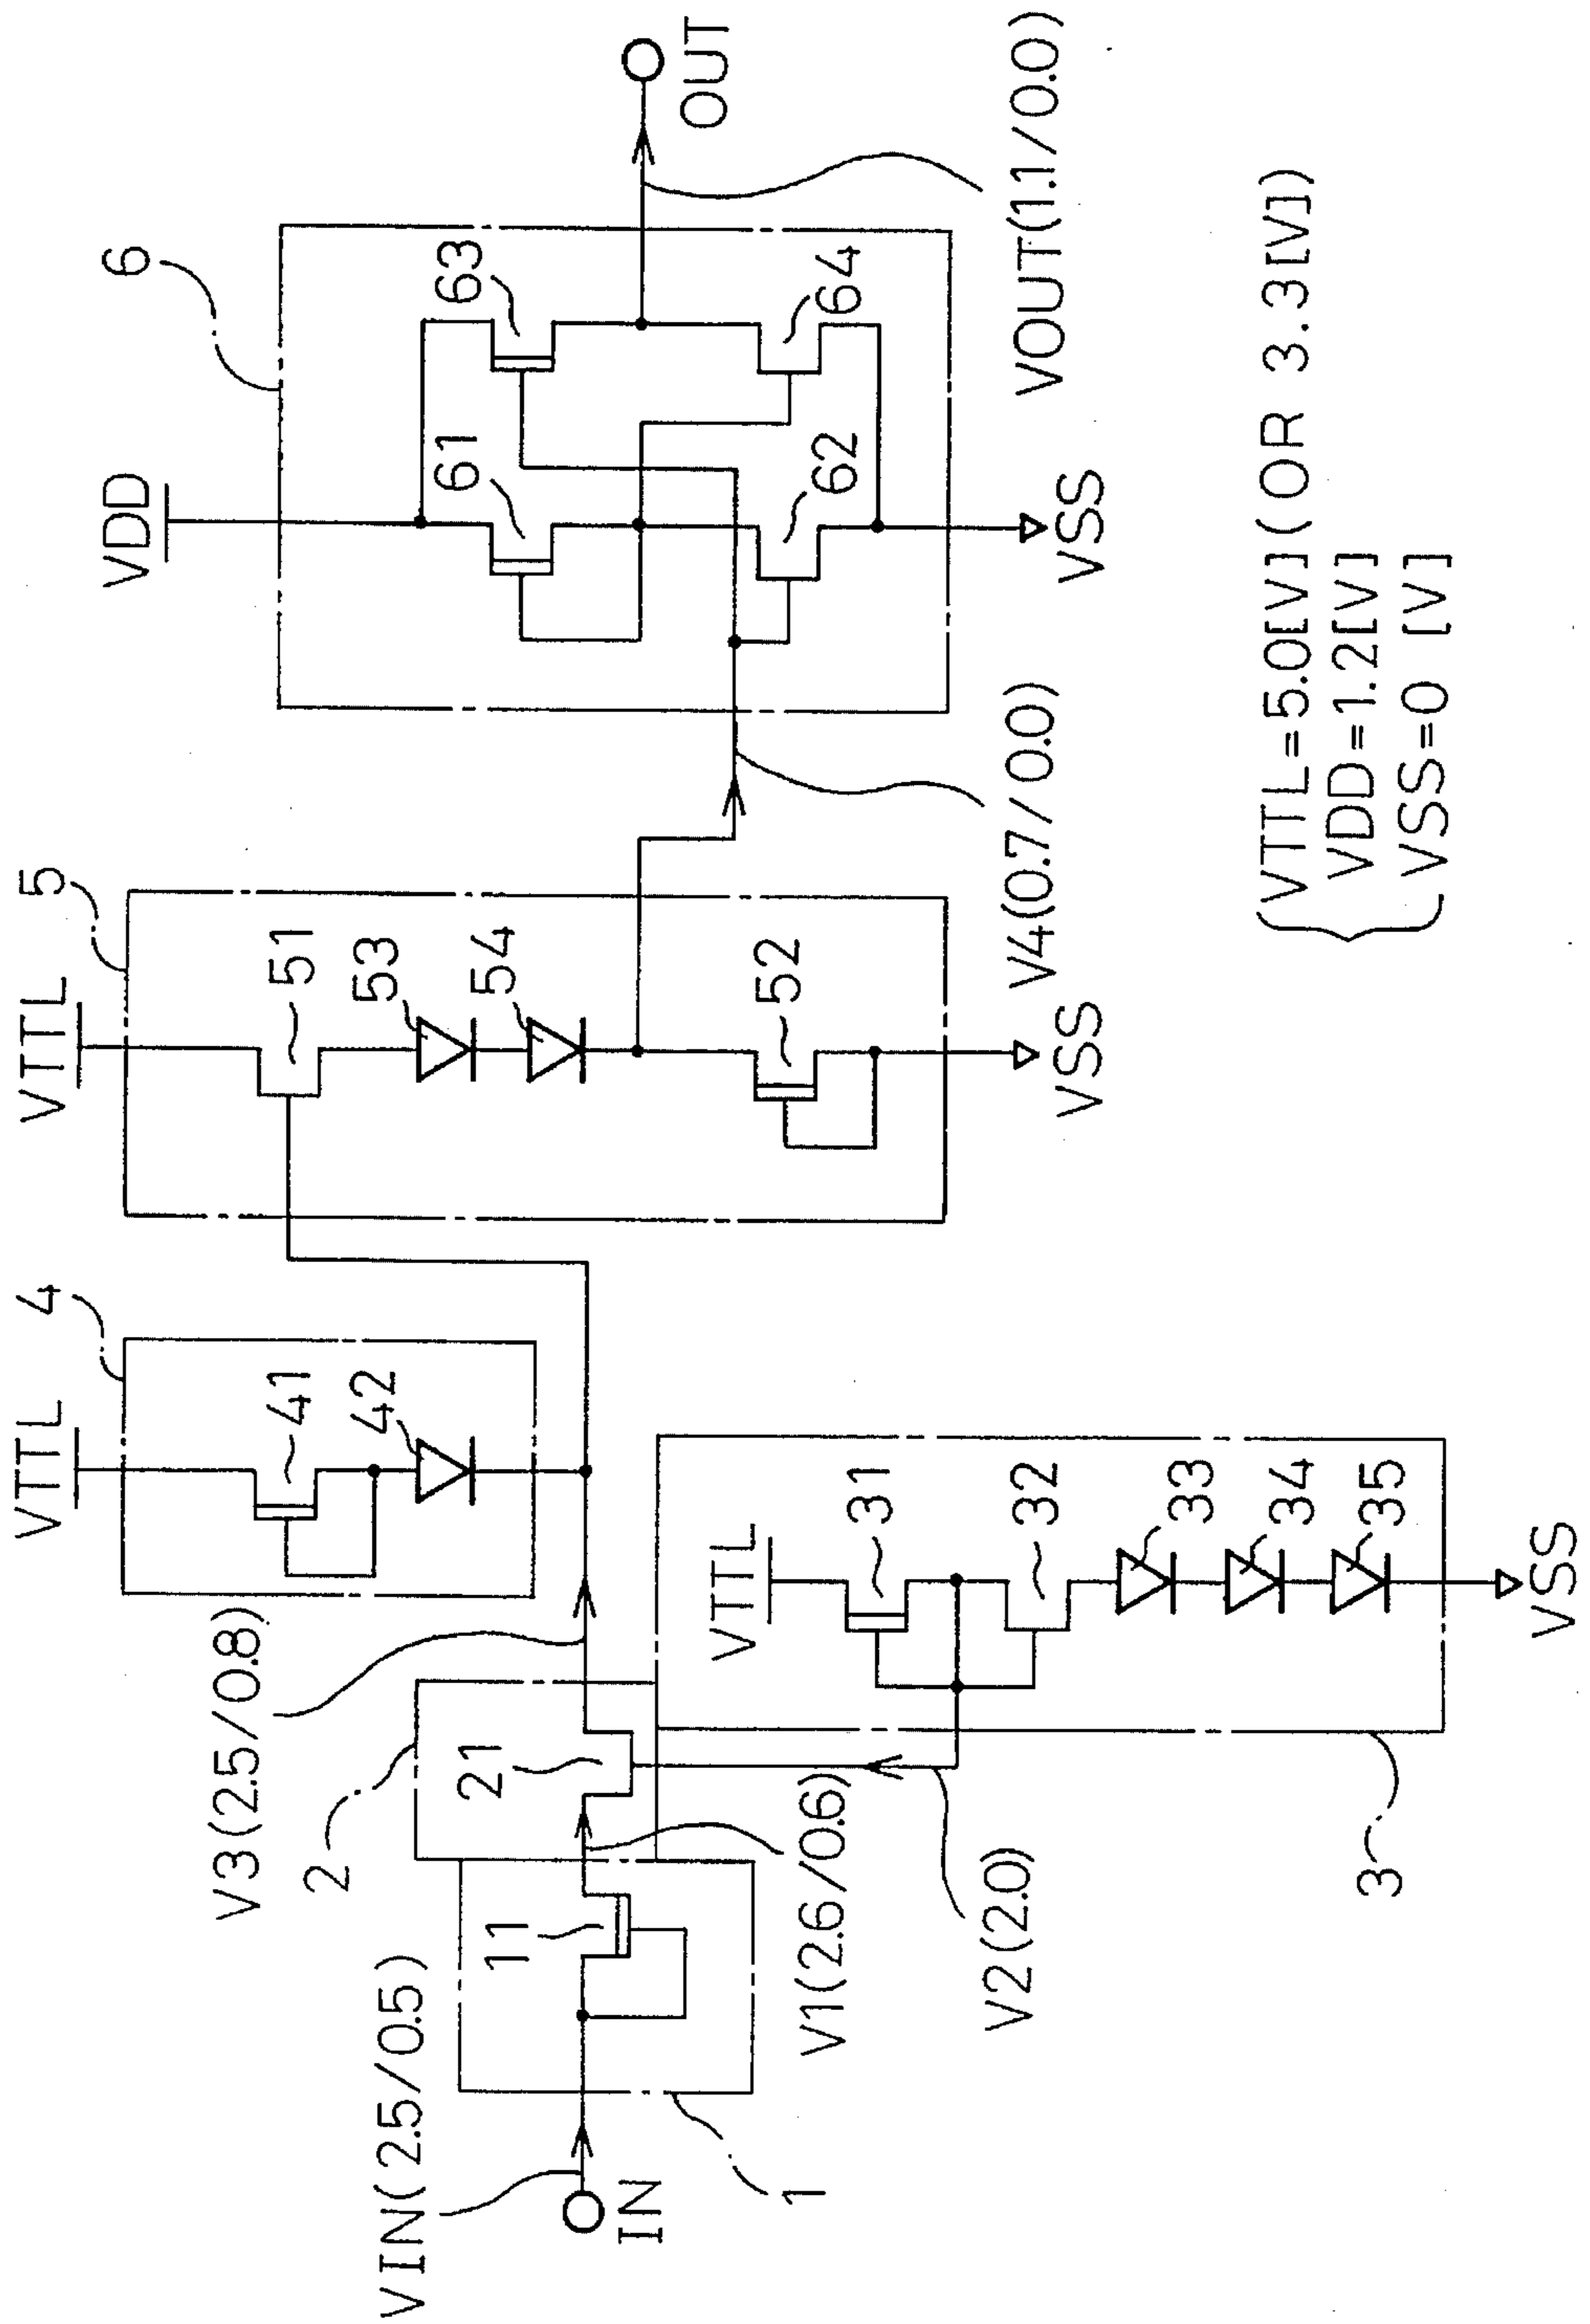 VTTL
4
41
42
VTTL
5
51
53
54
52
VSS
VDD
6
61
63
62
64
VSS
OUT
VOUT(1.1/0.0)
V4(0.7/0.0)
V3(2.5/0.8)
2
21
VIN(2.5/0.5)
11
IN
1
V1(2.6/0.6)
V2(2.0)
VTTL
31
32
33
34
35
3
VSS
VTTL=5.0[V](OR 3.3[V])
VDD=1.2[V]
VSS=0 [V]